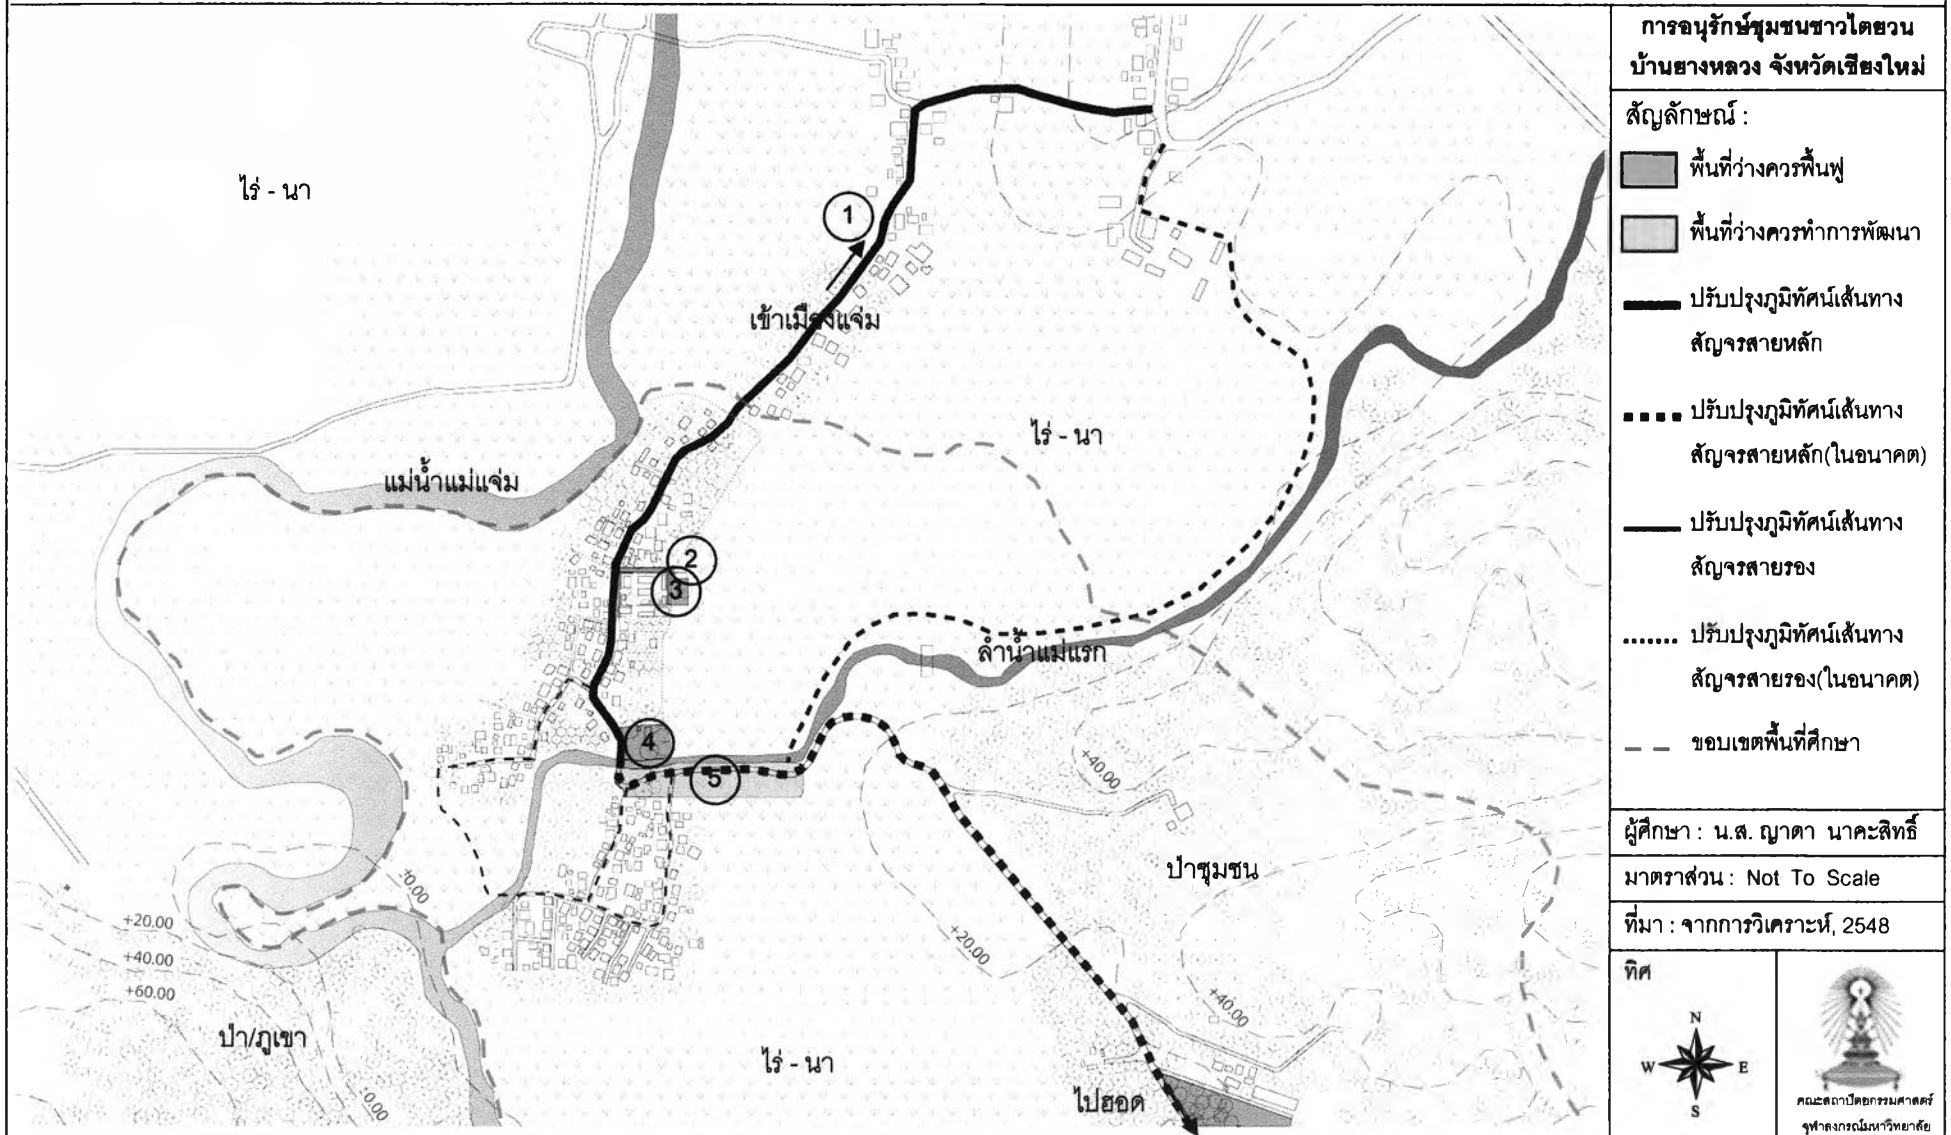 การอนุรักษ์ชุมชนชาวไตยวน
บ้านยางหลวง จังหวัดเชียงใหม่
สัญลักษณ์ :
พื้นที่ว่างควรฟื้นฟู
พื้นที่ว่างควรทำการพัฒนา
ปรับปรุงภูมิทัศน์เส้นทาง
สัญจรสายหลัก
ปรับปรุงภูมิทัศน์เส้นทาง
สัญจรสายหลัก(ในอนาคต)
ปรับปรุงภูมิทัศน์เส้นทาง
สัญจรสายรอง
ปรับปรุงภูมิทัศน์เส้นทาง
สัญจรสายรอง(ในอนาคต)
ขอบเขตพื้นที่ศึกษา
ผู้ศึกษา : น.ส. ญาตา นาคะสิทธิ์
มาตราส่วน : Not To Scale
ที่มา : จากการวิเคราะห์, 2548
ทิศ
N
W
E
S
คณะสถาปัตยกรรมศาสตร์
จุฬาลงกรณ์มหาวิทยาลัย
ไร่ - นา
1
เข้าเมืองแจ่ม
ไร่ - นา
แม่น้ำแม่แจ่ม
2
3
ลำน้ำแม่แรก
4
5
+40.00
ป่าชุมชน
+20.00
+40.00
+20.00
+40.00
+60.00
ป่า/ภูเขา
ไร่ - นา
ไปฮอด